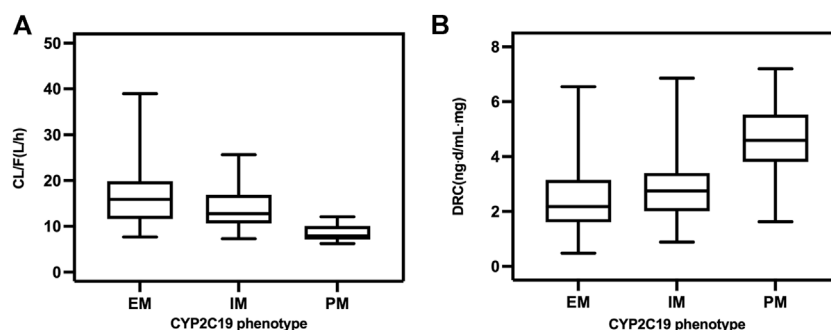 A
CL/F(L/h)
50
40
30
20
10
0
EM IM PM
CYP2C19 phenotype
B
DRC(ng·d/mL·mg)
8
6
4
2
0
EM IM PM
CYP2C19 phenotype